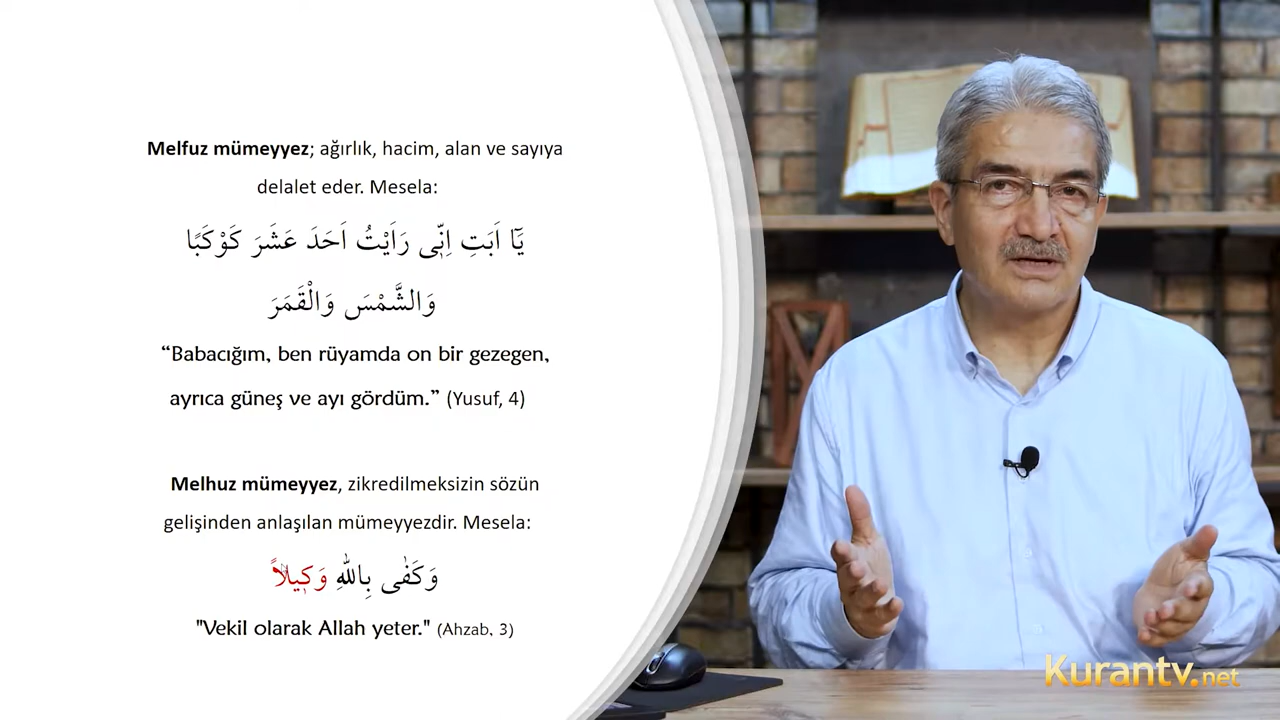 Melfuz mümeyyez; ağırlık, hacim, alan ve sayıya
delalet eder. Mesela:
يَٓا اَبَتِ اِنّ۪ى رَاَيْتُ اَحَدَ عَشَرَ كَوْكَبًا
وَالشَّمْسَ وَالْقَمَرَ
“Babacığım, ben rüyamda on bir gezegen,
ayrıca güneş ve ayı gördüm.” (Yusuf, 4)
Melhuz mümeyyez, zikredilmeksizin sözün
gelişinden anlaşılan mümeyyezdir. Mesela:
وَكَفٰى بِاللّٰهِ وَك۪يلاً
"Vekil olarak Allah yeter." (Ahzab, 3)
Kurantv.net